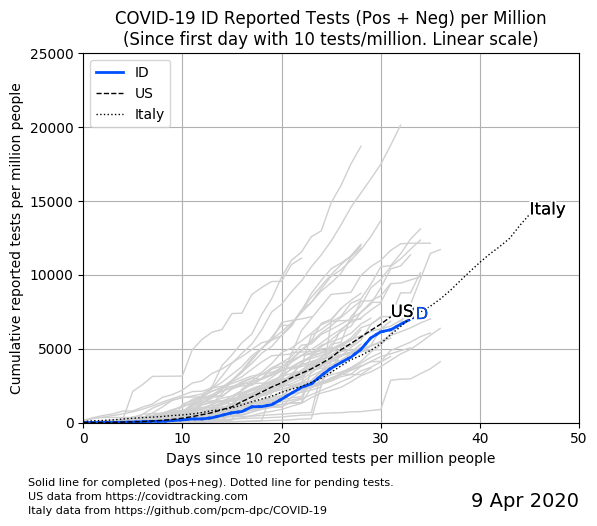 COVID-19 ID Reported Tests (Pos + Neg) per Million
(Since first day with 10 tests/million. Linear scale)
25000
20000
15000
10000
5000
0
Cumulative reported tests per million people
ID
US
Italy
Italy
US
ID
0 10 20 30 40 50
Days since 10 reported tests per million people
Solid line for completed (pos+neg). Dotted line for pending tests.
US data from https://covidtracking.com
Italy data from https://github.com/pcm-dpc/COVID-19
9 Apr 2020